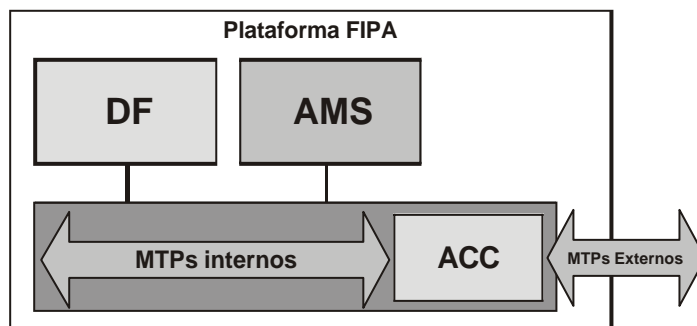 Plataforma FIPA
DF
AMS
MTPs internos
ACC
MTPs Externos